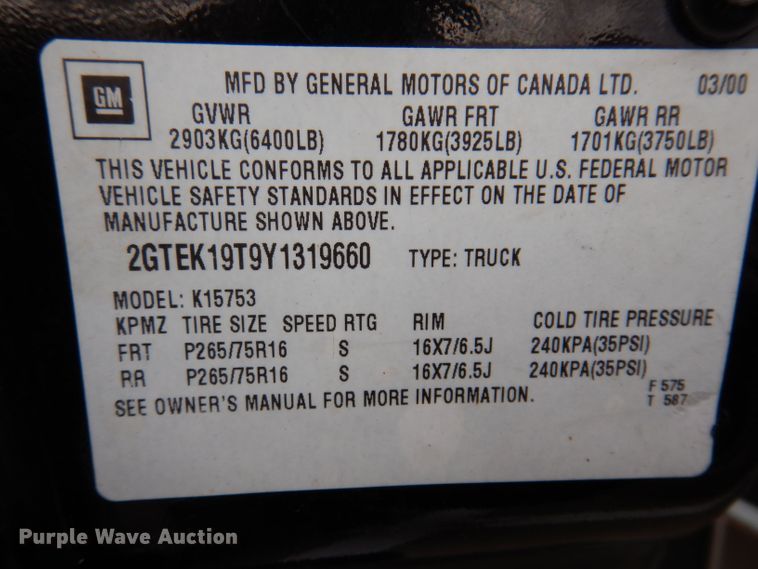 GM
MFD BY GENERAL MOTORS OF CANADA LTD. 03/00
GVWR GAWR FRT GAWR RR
2903KG(6400LB) 1780KG(3925LB) 1701KG(3750LB)
THIS VEHICLE CONFORMS TO ALL APPLICABLE U.S. FEDERAL MOTOR
VEHICLE SAFETY STANDARDS IN EFFECT ON THE DATE OF
MANUFACTURE SHOWN ABOVE.
2GTEK19T9Y1319660 TYPE: TRUCK
MODEL: K15753
KPMZ TIRE SIZE SPEED RTG RIM COLD TIRE PRESSURE
FRT P265/75R16 S 16X7/6.5J 240KPA(35PSI)
RR P265/75R16 S 16X7/6.5J 240KPA(35PSI)
SEE OWNER'S MANUAL FOR MORE INFORMATION. F 575
T 587
Purple Wave Auction